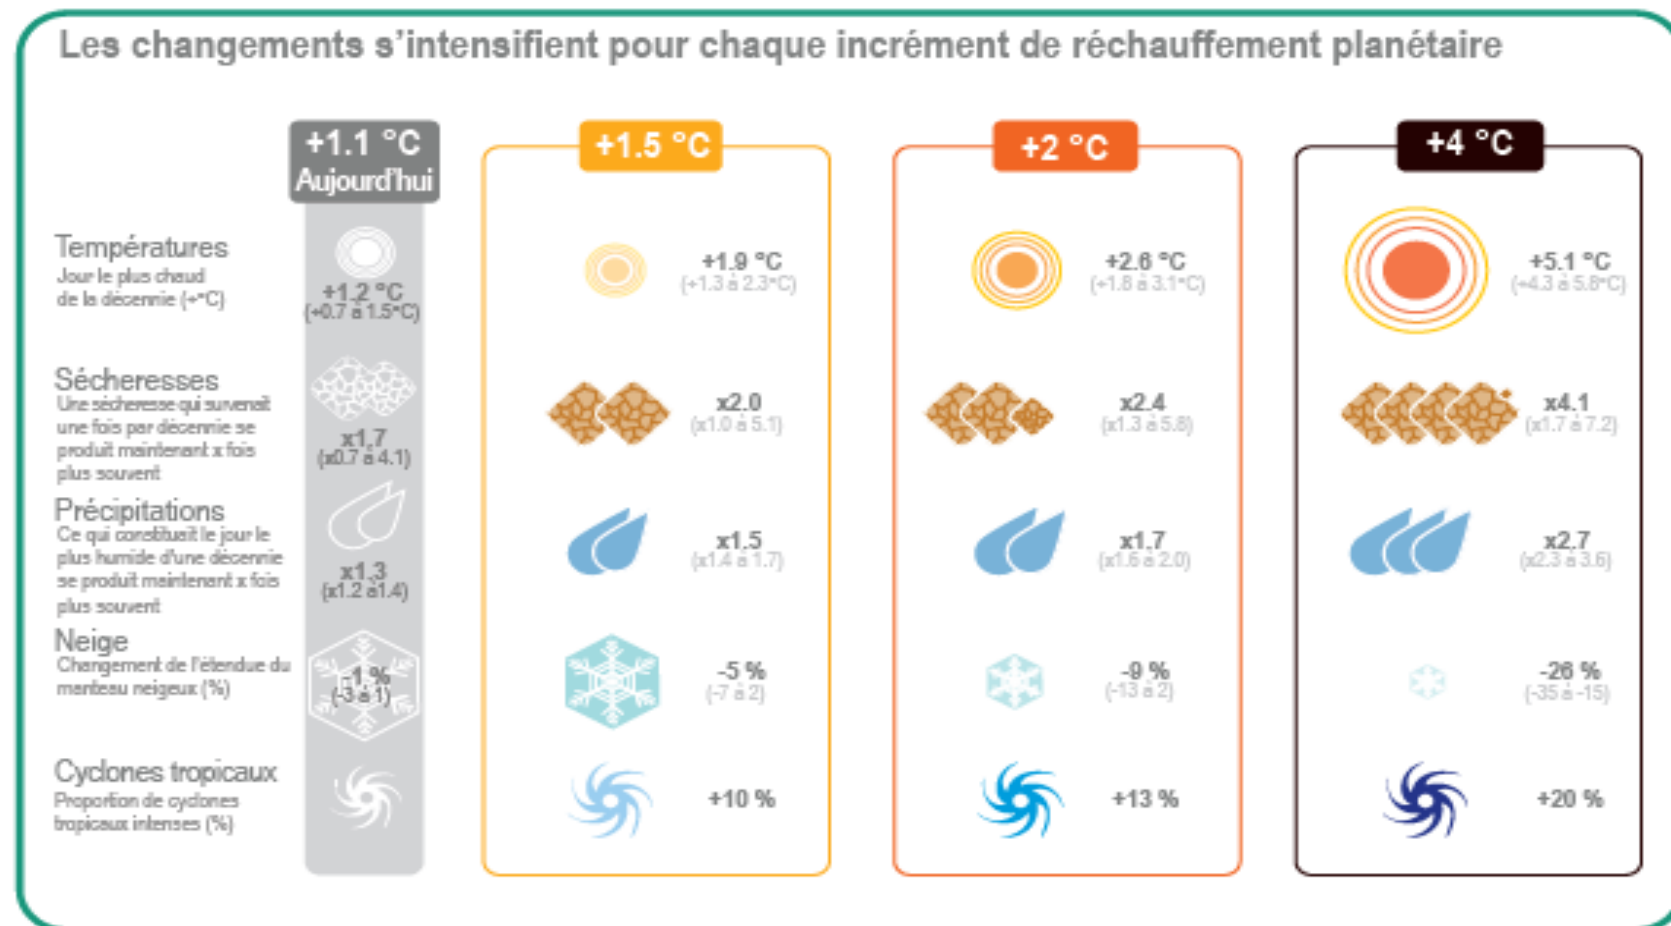 Les changements s'intensifient pour chaque incrément de réchauffement planétaire
+1.1 °C
Aujourd'hui
+1.5 °C
+2 °C
+4 °C
Températures
Jour le plus chaud
de la décennie (+°C)
+1.2 °C
(+0.7 à 1.5°C)
+1.9 °C
(+1.3 à 2.3°C)
+2.6 °C
(+1.8 à 3.1°C)
+5.1 °C
(+4.3 à 5.8°C)
Sécheresses
Une sécheresse qui survenait
une fois par décennie se
produit maintenant x fois
plus souvent
x1.7
(x0.7 à 4.1)
x2.0
(x1.0 à 5.1)
x2.4
(x1.3 à 5.8)
x4.1
(x1.7 à 7.2)
Précipitations
Ce qui constituait le jour le
plus humide d'une décennie
se produit maintenant x fois
plus souvent
x1.3
(x1.2 à1.4)
x1.5
(x1.4 à 1.7)
x1.7
(x1.6 à 2.0)
x2.7
(x2.3 à 3.6)
Neige
Changement de l'étendue du
manteau neigeux (%)
-1 %
(-3 à 1)
-5 %
(-7 à 2)
-9 %
(-13 à 2)
-26 %
(-35 à -15)
Cyclones tropicaux
Proportion de cyclones
tropicaux intenses (%)
+10 %
+13 %
+20 %